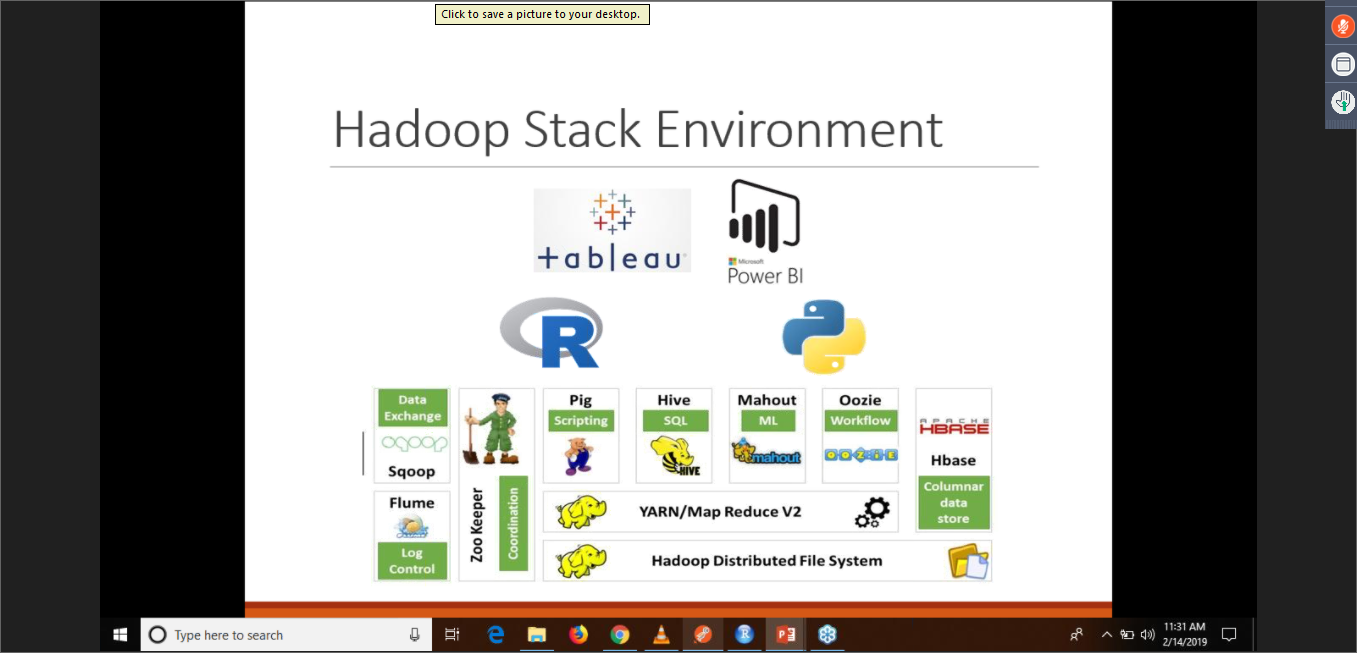 Click to save a picture to your desktop.
Hadoop Stack Environment
+ableau
Microsoft
Power BI
R
Data
Exchange
sqoop
Sqoop
Flume
Log
Control
Zoo Keeper
Coordination
Pig
Scripting
Hive
SQL
HIVE
Mahout
ML
mahout
Oozie
Workflow
OOZIE
APACHE
HBASE
Hbase
Columnar
data
store
YARN/Map Reduce V2
Hadoop Distributed File System
Type here to search
11:31 AM
2/14/2019